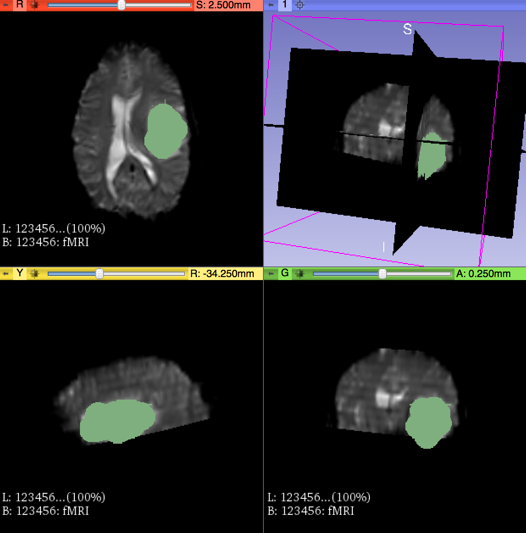 R
S: 2.500mm
1
S
I
L: 123456...(100%)
B: 123456: fMRI
Y
R: -34.250mm
G
A: 0.250mm
L: 123456...(100%)
B: 123456: fMRI
L: 123456...(100%)
B: 123456: fMRI